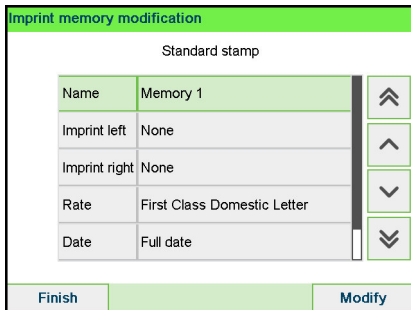 Imprint memory modification
Standard stamp
Name Memory 1
Imprint left None
Imprint right None
Rate First Class Domestic Letter
Date Full date
Finish Modify